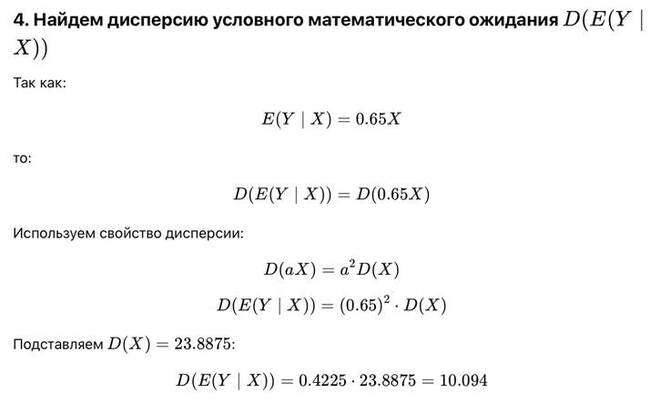 4. Найдем дисперсию условного математического ожидания D(E(Y |
X))
Так как:
E(Y | X) = 0.65X
то:
D(E(Y | X)) = D(0.65X)
Используем свойство дисперсии:
D(aX) = a²D(X)
D(E(Y | X)) = (0.65)² · D(X)
Подставляем D(X) = 23.8875:
D(E(Y | X)) = 0.4225 · 23.8875 = 10.094